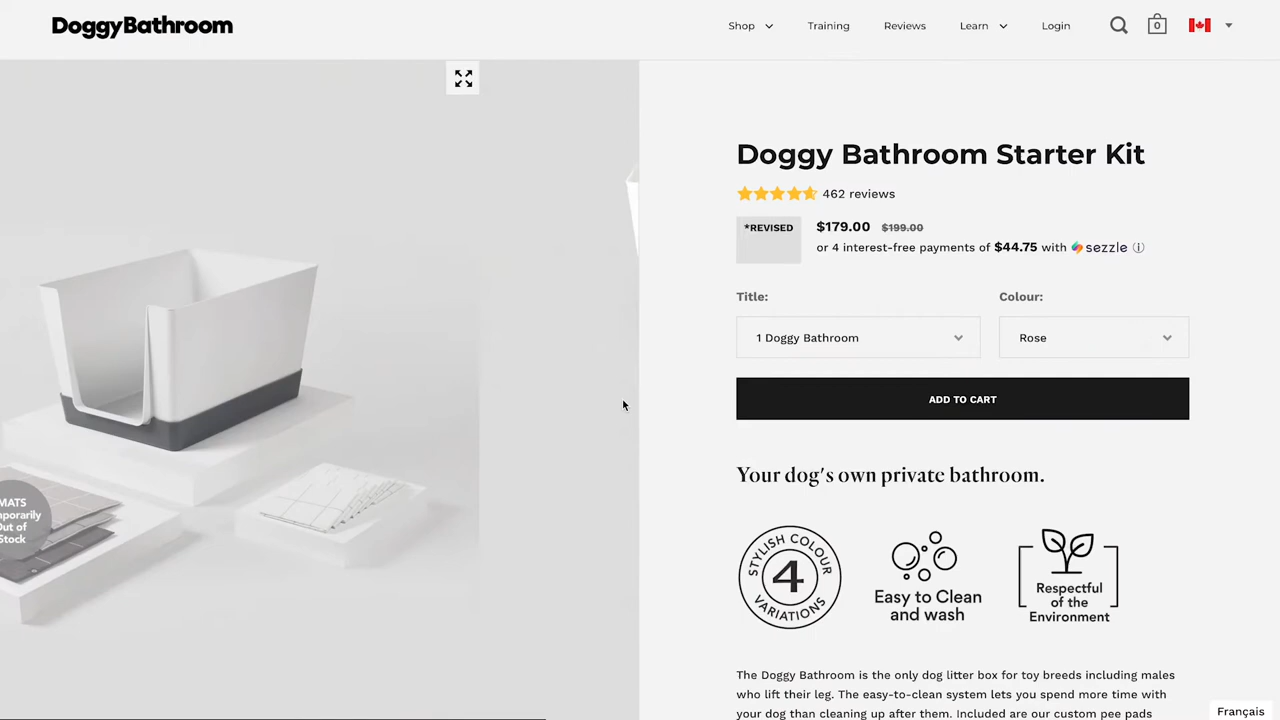 DoggyBathroom
Shop
Training
Reviews
Learn
Login
0
Doggy Bathroom Starter Kit
462 reviews
*REVISED
$179.00 $199.00
or 4 interest-free payments of $44.75 with sezzle ⓘ
Title:
Colour:
1 Doggy Bathroom
Rose
ADD TO CART
Your dog's own private bathroom.
STYLISH COLOUR
4
VARIATIONS
Easy to Clean
and wash
Respectful
of the
Environment
MATS
Out of
Stock
The Doggy Bathroom is the only dog litter box for toy breeds including males
who lift their leg. The easy-to-clean system lets you spend more time with
your dog than cleaning up after them. Included are our custom pee pads
Français